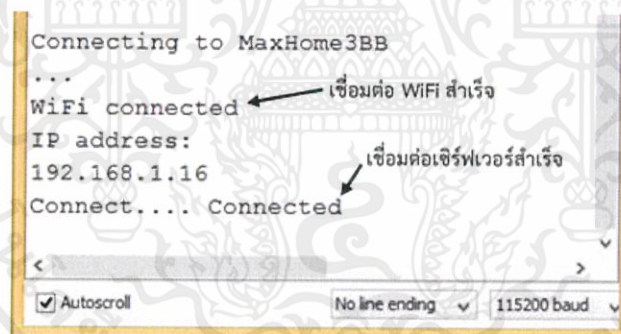 Connecting to MaxHome3BB
...
WiFi connected
เชื่อมต่อ WiFi สำเร็จ
IP address:
192.168.1.16
เชื่อมต่อเซิร์ฟเวอร์สำเร็จ
Connect.... Connected
Autoscroll
No line ending
115200 baud